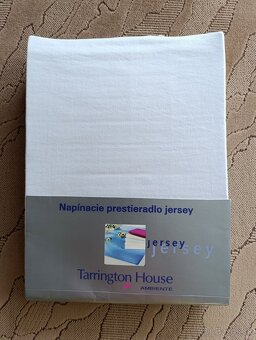 Napínacie prestieradlo jersey
jersey
jersey
Tarrington House
AMBIENTE